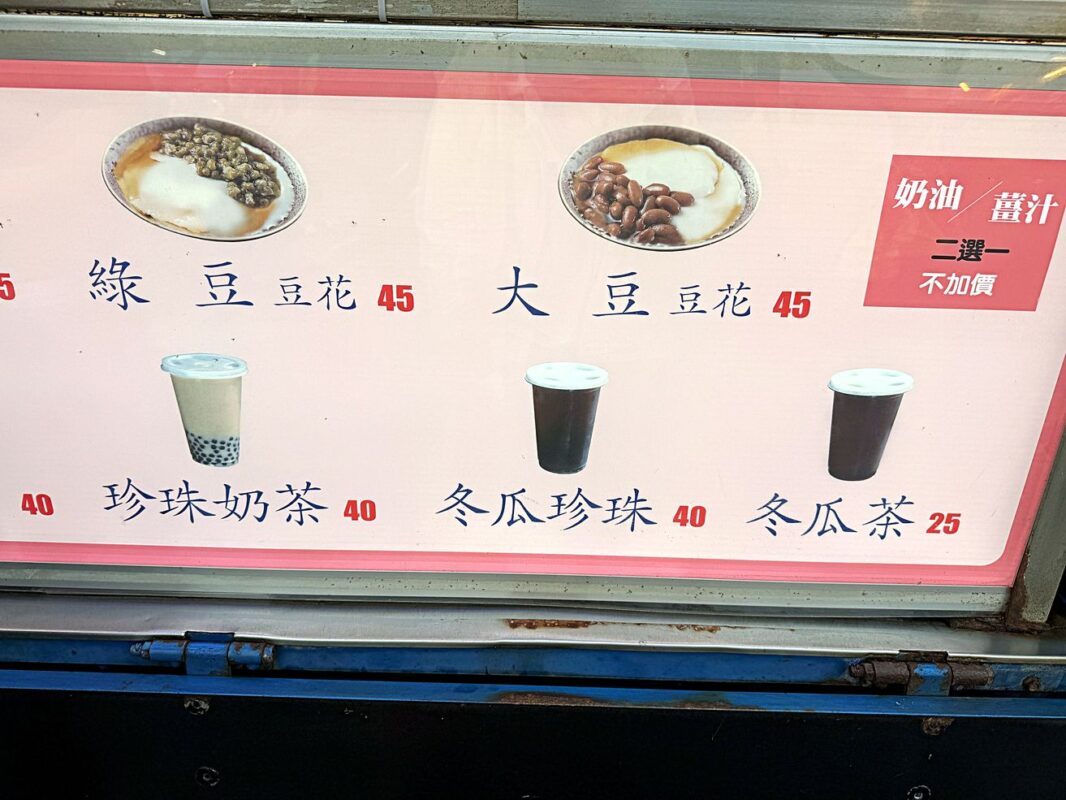 5
綠 豆 豆花 45
大 豆 豆花 45
奶油／薑汁
二選一
不加價
40
珍珠奶茶 40
冬瓜珍珠 40
冬瓜茶 25